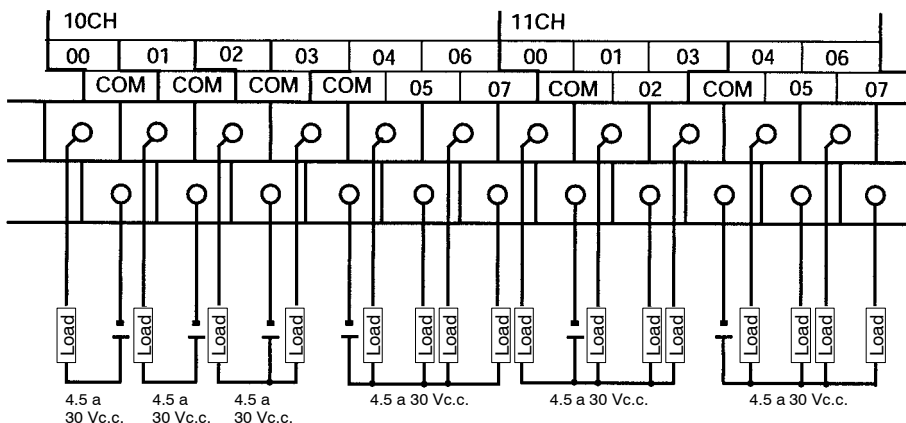 10CH 11CH
00 01 02 03 04 06 00 01 03 04 06
COM COM COM COM 05 07 COM 02 COM 05 07
Load Load Load Load Load Load Load Load Load Load Load Load Load Load Load Load
4.5 a 4.5 a 4.5 a 4.5 a 30 Vc.c. 4.5 a 30 Vc.c. 4.5 a 30 Vc.c.
30 Vc.c. 30 Vc.c. 30 Vc.c.